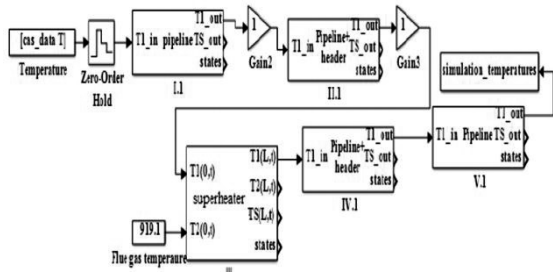 [cas_data T]
Temperature
Zero-Order
Hold
T1_in pipeline
T1_out
TS_out
states
I.1
1
Gain2
T1_in
Pipeline+
header
T1_out
TS_out
states
II.1
1
Gain3
simulation_temperatures
T1(0,t)
T2(0,t)
superheater
T1(L,t)
T2(L,t)
TS(L,t)
states
919.1
Flue gas temperaure
T1_in
Pipeline+
header
T1_out
TS_out
states
IV.1
T1_in Pipeline
T1_out
TS_out
states
V.1